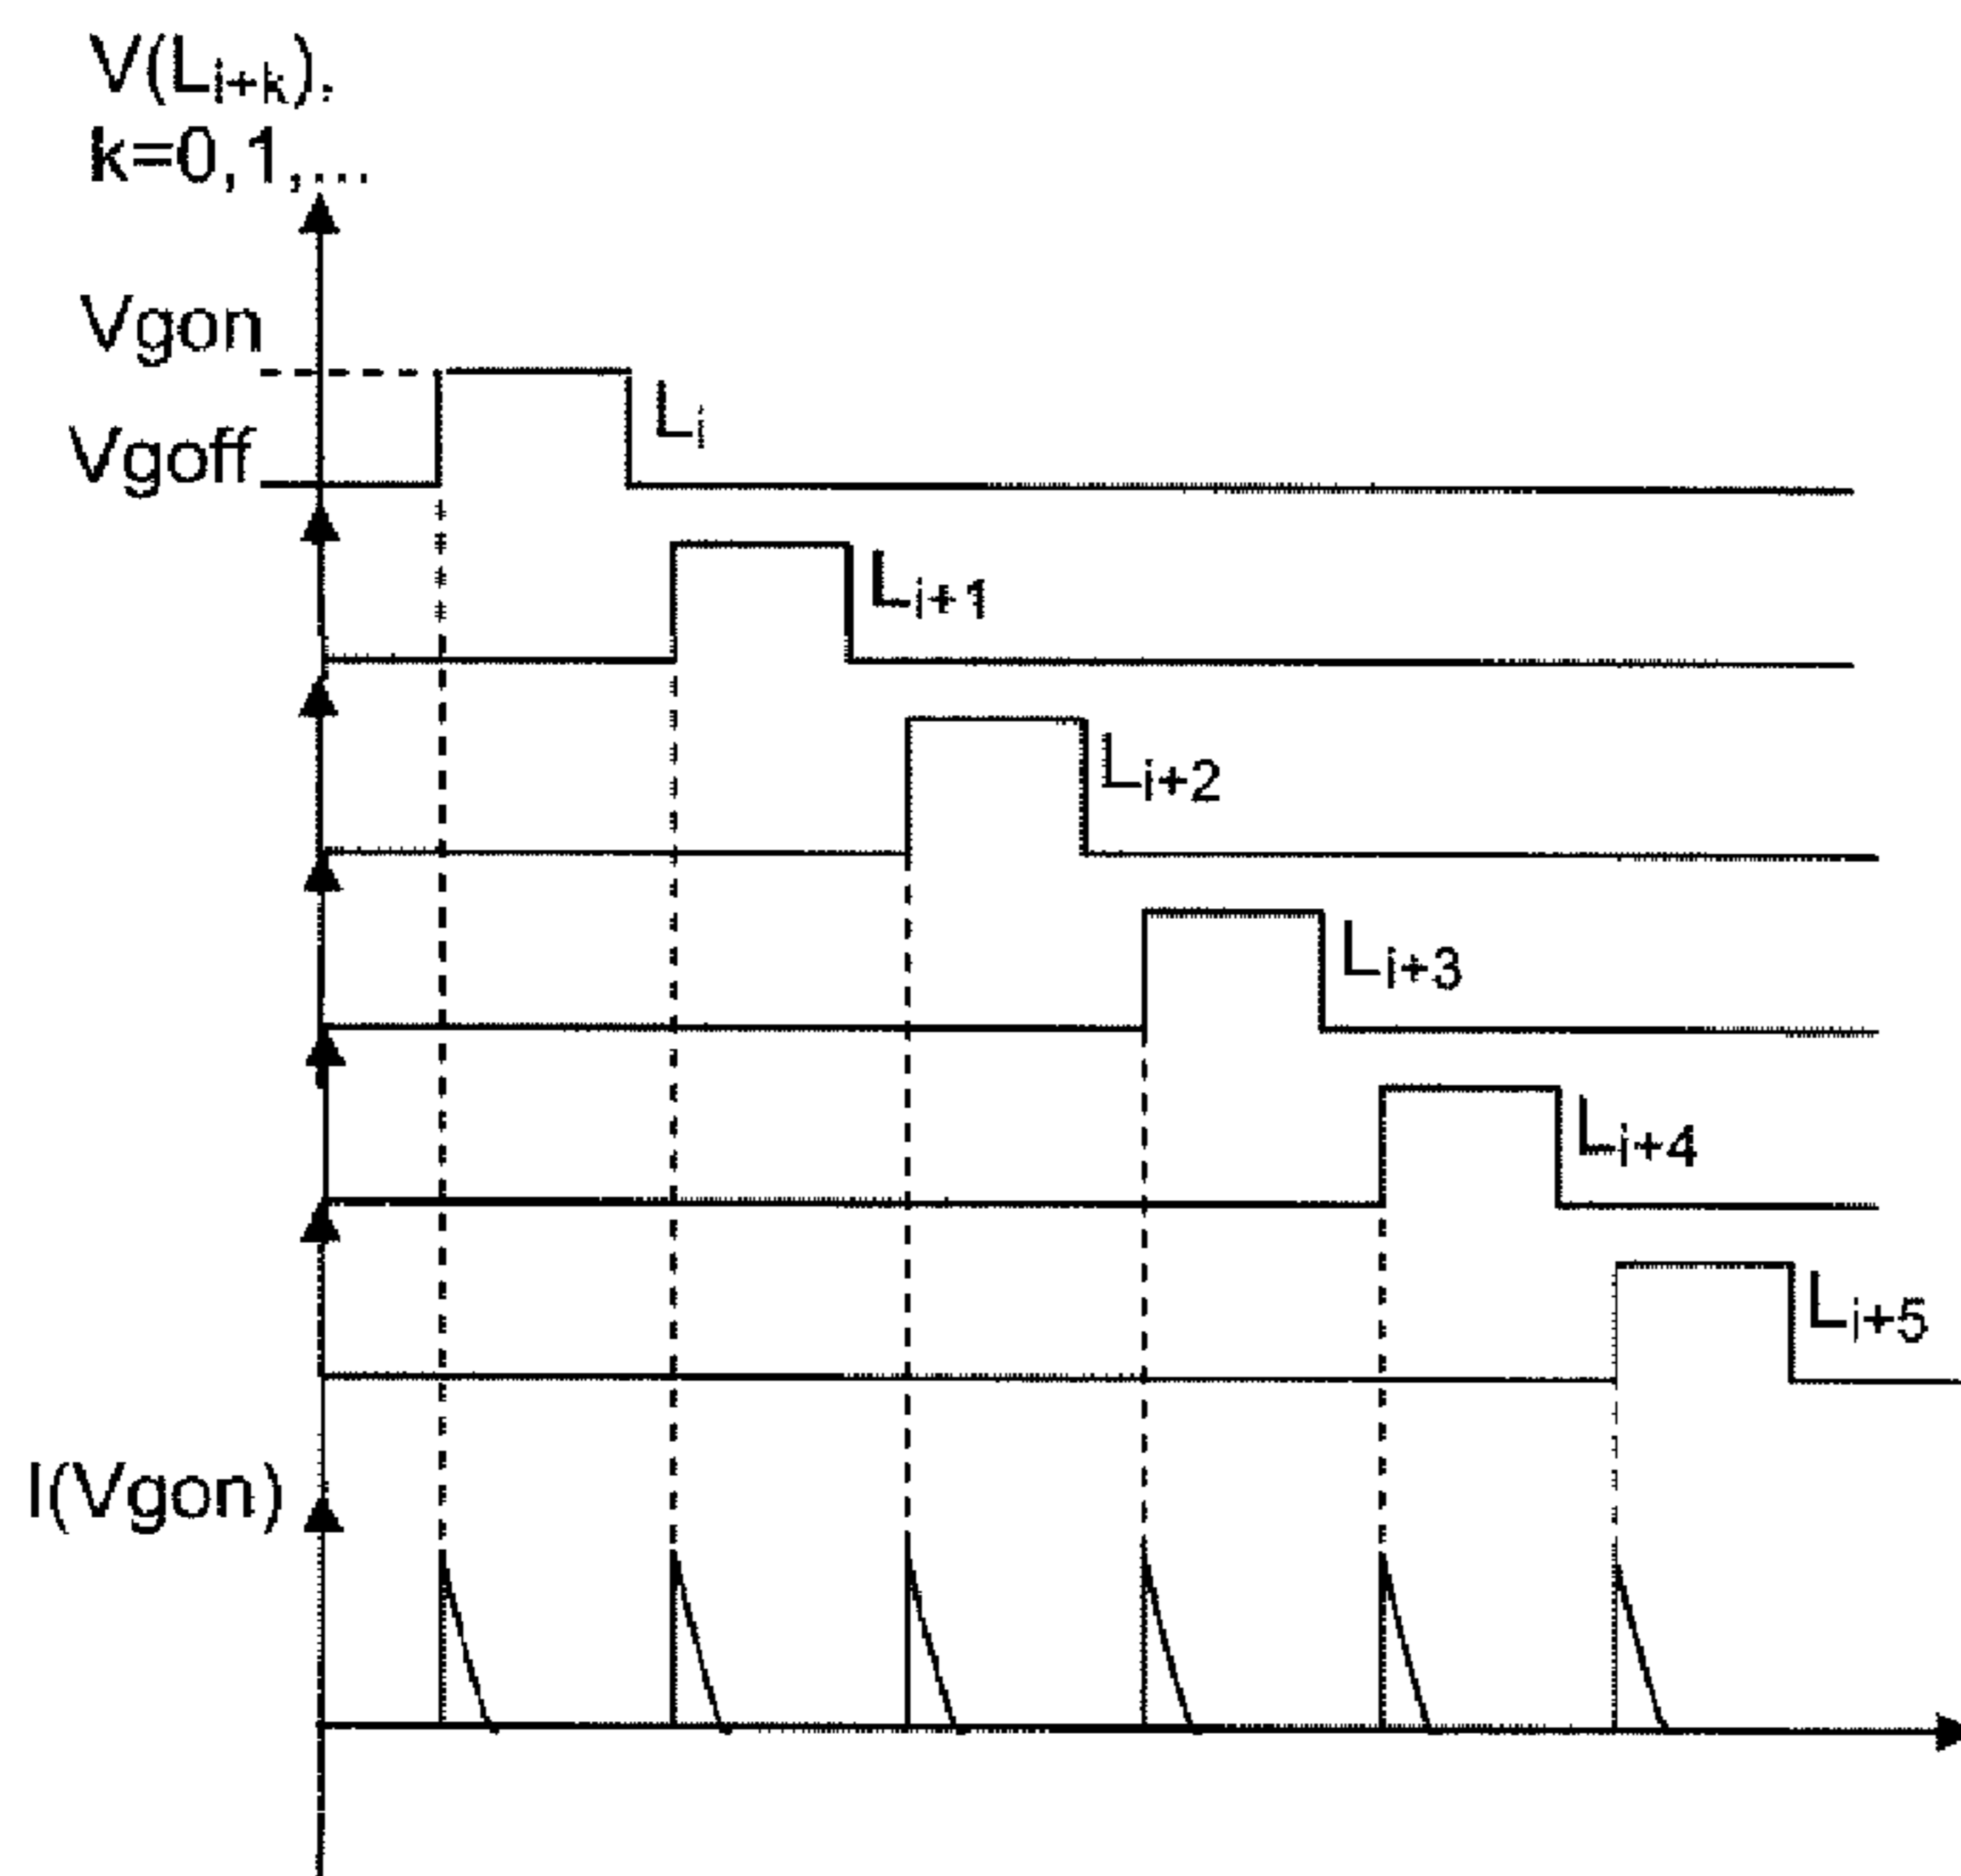 V(Li+k),
k=0,1,...
Vgon
Vgoff
Li
Li+1
Li+2
Li+3
Li+4
Li+5
I(Vgon)